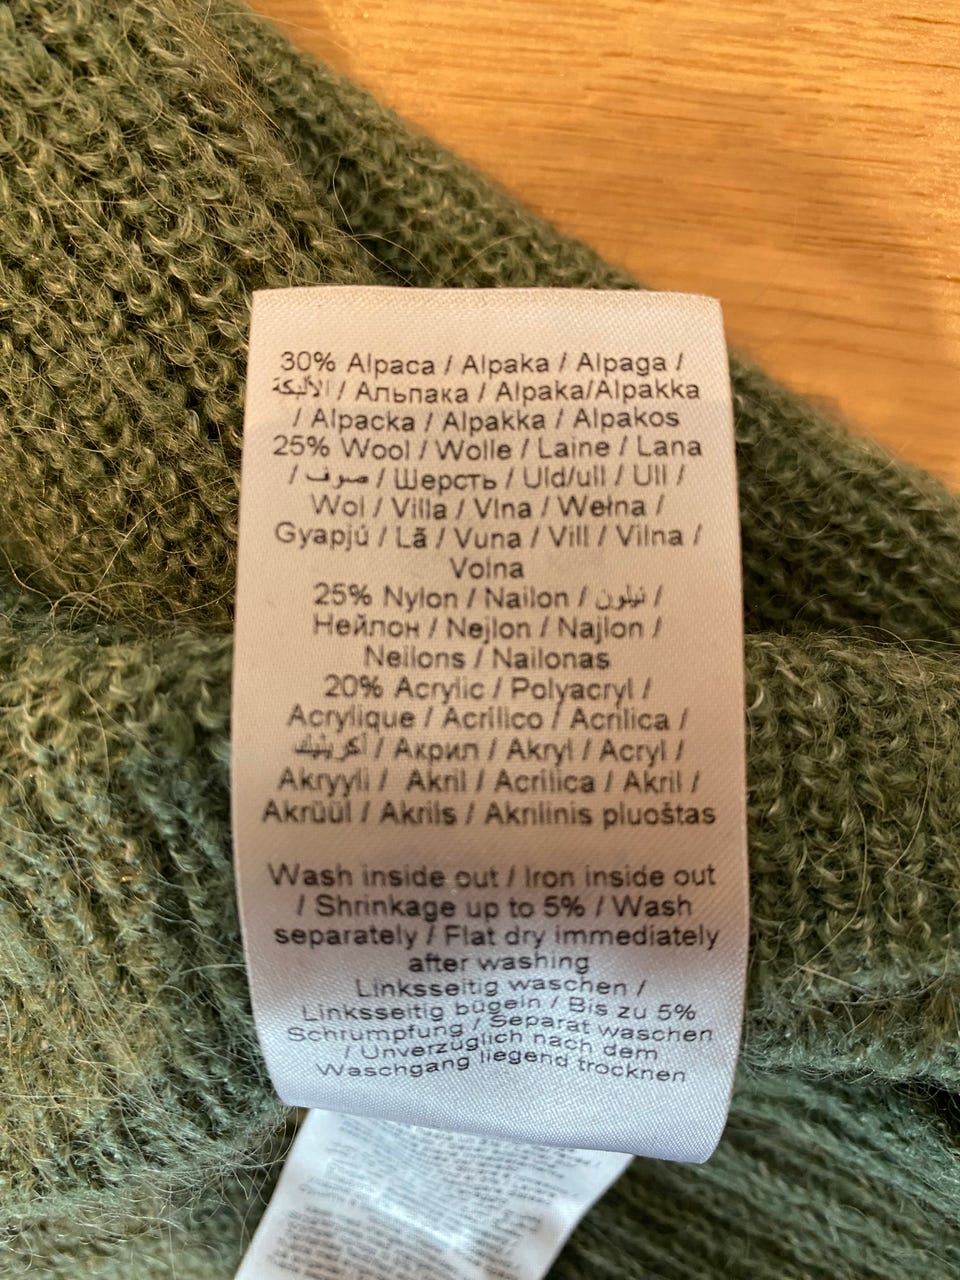 30% Alpaca / Alpaka / Alpaga /
الألبكة / Альпака / Alpaka/Alpakka
/ Alpacka / Alpakka / Alpakos
25% Wool / Wolle / Laine / Lana
/ صوف / Шерсть / Uld/ull / Ull /
Wol / Villa / Vlna / Wełna /
Gyapjú / Lã / Vuna / Vill / Vilna /
Volna
25% Nylon / Nailon / نيلون /
Нейлон / Nejlon / Najlon /
Neilons / Nailonas
20% Acrylic / Polyacryl /
Acrylique / Acrilico / Acrílica /
أكريليك / Акрил / Akryl / Acryl /
Akryyli / Akril / Acrílica / Akril /
Akrüül / Akrils / Akrilinis pluoštas
Wash inside out / Iron inside out
/ Shrinkage up to 5% / Wash
separately / Flat dry immediately
after washing
Linksseitig waschen /
Linksseitig bügeln / Bis zu 5%
Schrumpfung / Separat waschen
/ Unverzüglich nach dem
Waschgang liegend trocknen